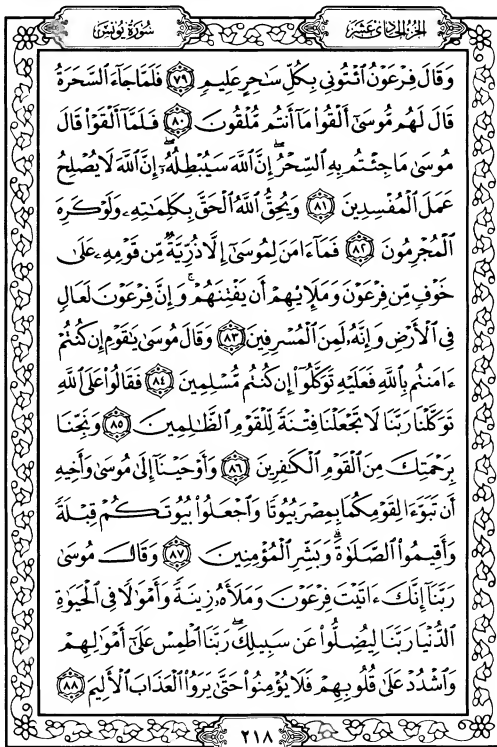 الجزء الحادي عشر
سورة يونس
وَقَالَ فِرْعَوْنُ ٱئْتُونِى بِكُلِّ سَـٰحِرٍ عَلِيمٍ ﴿٧٩﴾ فَلَمَّا جَآءَ ٱلسَّحَرَةُ
قَالَ لَهُم مُّوسَىٰٓ أَلْقُوا۟ مَآ أَنتُم مُّلْقُونَ ﴿٨٠﴾ فَلَمَّآ أَلْقَوْا۟ قَالَ
مُوسَىٰ مَا جِئْتُم بِهِ ٱلسِّحْرُ ۖ إِنَّ ٱللَّهَ سَيُبْطِلُهُۥٓ ۖ إِنَّ ٱللَّهَ لَا يُصْلِحُ
عَمَلَ ٱلْمُفْسِدِينَ ﴿٨١﴾ وَيُحِقُّ ٱللَّهُ ٱلْحَقَّ بِكَلِمَـٰتِهِۦ وَلَوْ كَرِهَ
ٱلْمُجْرِمُونَ ﴿٨٢﴾ فَمَآ ءَامَنَ لِمُوسَىٰٓ إِلَّا ذُرِّيَّةٌ مِّن قَوْمِهِۦ عَلَىٰ
خَوْفٍ مِّن فِرْعَوْنَ وَمَلَإِي۟هِمْ أَن يَفْتِنَهُمْ ۚ وَإِنَّ فِرْعَوْنَ لَعَالٍ
فِى ٱلْأَرْضِ وَإِنَّهُۥ لَمِنَ ٱلْمُسْرِفِينَ ﴿٨٣﴾ وَقَالَ مُوسَىٰ يَـٰقَوْمِ إِن كُنتُمْ
ءَامَنتُم بِٱللَّهِ فَعَلَيْهِ تَوَكَّلُوٓا۟ إِن كُنتُم مُّسْلِمِينَ ﴿٨٤﴾ فَقَالُوا۟ عَلَى ٱللَّهِ
تَوَكَّلْنَا رَبَّنَا لَا تَجْعَلْنَا فِتْنَةً لِّلْقَوْمِ ٱلظَّـٰلِمِينَ ﴿٨٥﴾ وَنَجِّنَا
بِرَحْمَتِكَ مِنَ ٱلْقَوْمِ ٱلْكَـٰفِرِينَ ﴿٨٦﴾ وَأَوْحَيْنَآ إِلَىٰ مُوسَىٰ وَأَخِيهِ
أَن تَبَوَّءَا لِقَوْمِكُمَا بِمِصْرَ بُيُوتًا وَٱجْعَلُوا۟ بُيُوتَكُمْ قِبْلَةً
وَأَقِيمُوا۟ ٱلصَّلَوٰةَ ۗ وَبَشِّرِ ٱلْمُؤْمِنِينَ ﴿٨٧﴾ وَقَالَ مُوسَىٰ
رَبَّنَآ إِنَّكَ ءَاتَيْتَ فِرْعَوْنَ وَمَلَأَهُۥ زِينَةً وَأَمْوَٰلًا فِى ٱلْحَيَوٰةِ
ٱلدُّنْيَا رَبَّنَا لِيُضِلُّوا۟ عَن سَبِيلِكَ ۖ رَبَّنَا ٱطْمِسْ عَلَىٰٓ أَمْوَٰلِهِمْ
وَٱشْدُدْ عَلَىٰ قُلُوبِهِمْ فَلَا يُؤْمِنُوا۟ حَتَّىٰ يَرَوُا۟ ٱلْعَذَابَ ٱلْأَلِيمَ ﴿٨٨﴾
٢١٨